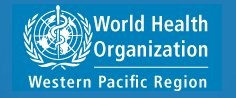 World Health
Organization
Western Pacific Region